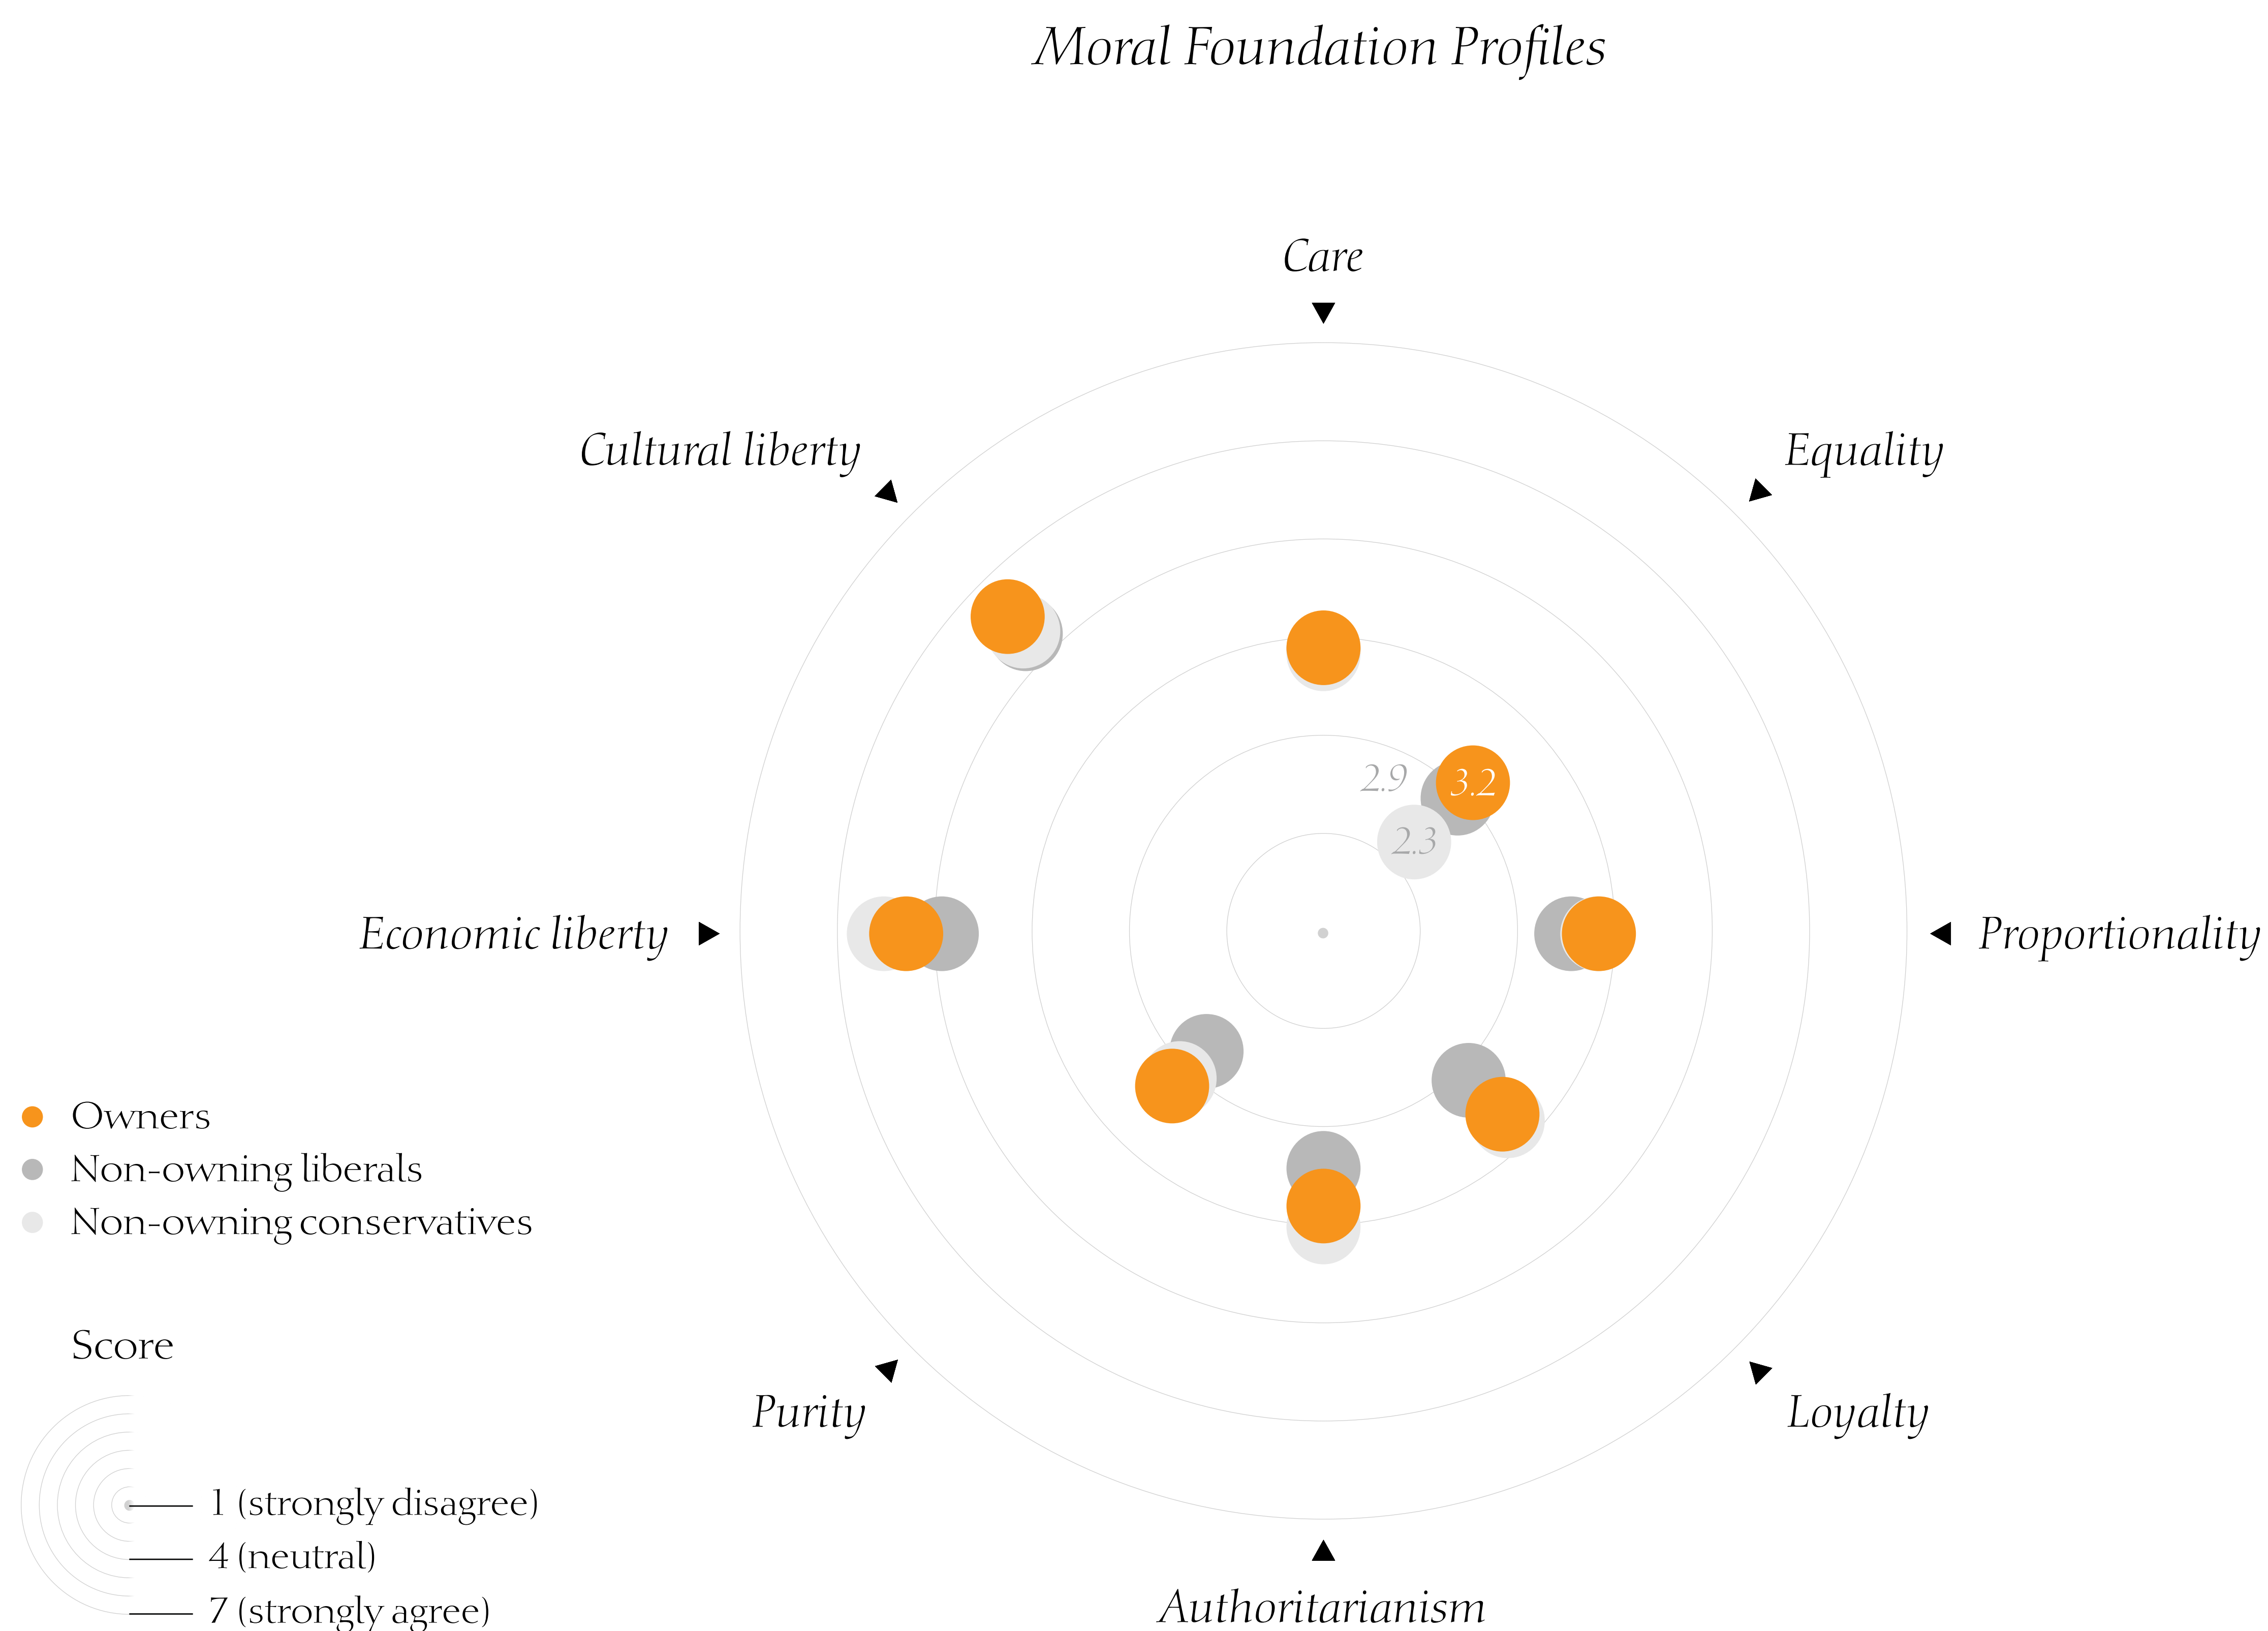 Moral Foundation Profiles
Care
Cultural liberty
Equality
2.9
3.2
2.3
Economic liberty
Proportionality
Owners
Non-owning liberals
Non-owning conservatives
Score
Purity
Loyalty
1 (strongly disagree)
4 (neutral)
7 (strongly agree)
Authoritarianism